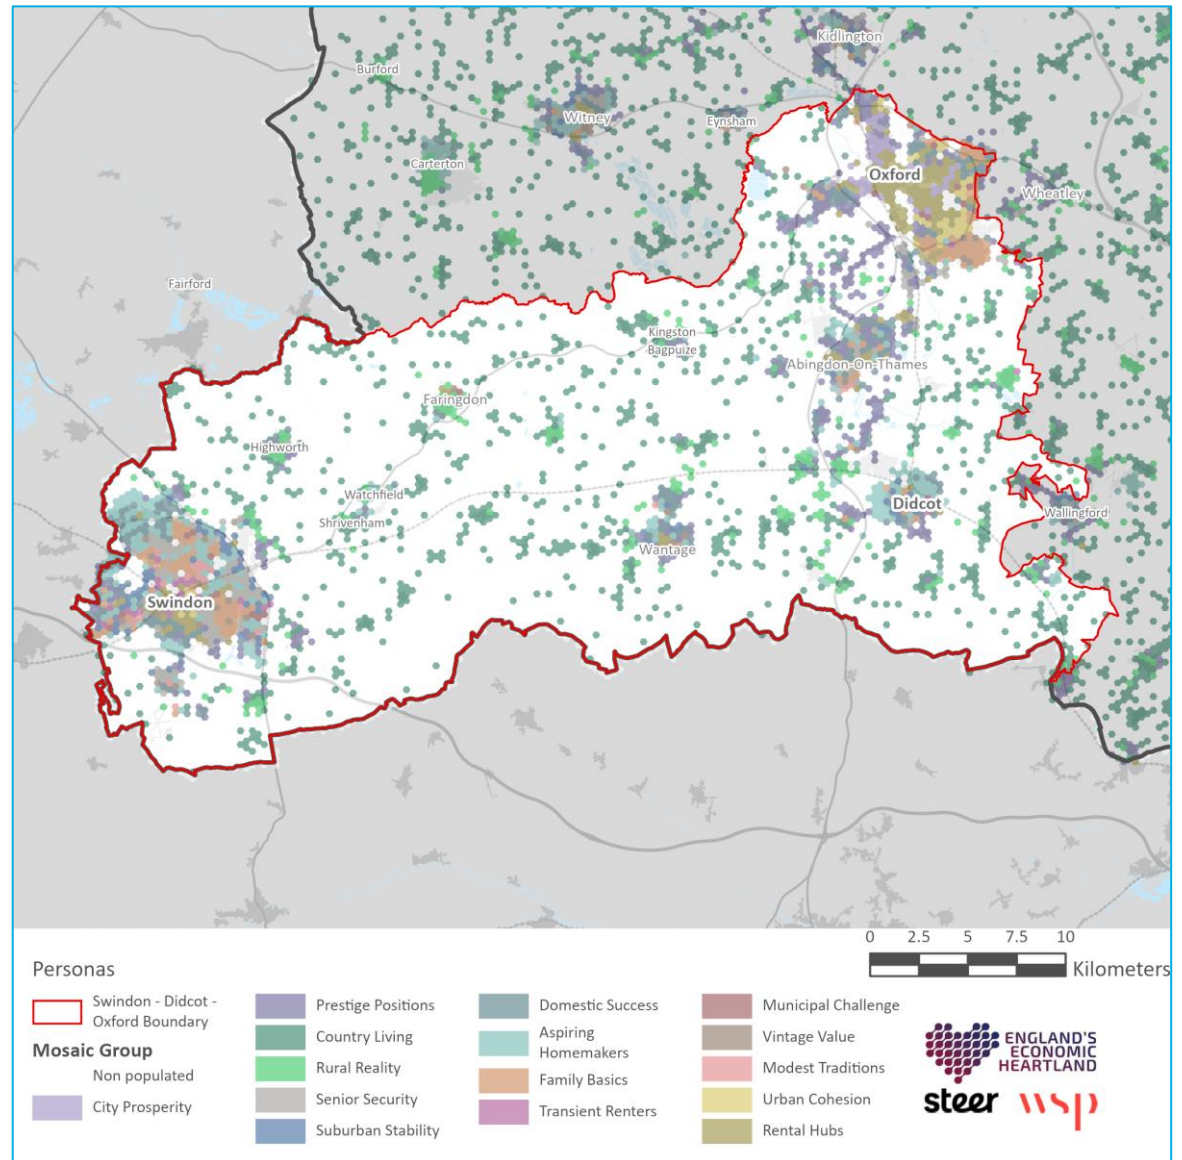 Kidlington
Burford
Witney
Eynsham
Carterton
Oxford
Wheatley
Fairford
Kingston
Bagpuize
Abingdon-On-Thames
Faringdon
Highworth
Watchfield
Shrivenham
Didcot
Wallingford
Wantage
Swindon
0 2.5 5 7.5 10
Kilometers
Personas
Swindon - Didcot -
Oxford Boundary
Mosaic Group
Non populated
City Prosperity
Prestige Positions
Country Living
Rural Reality
Senior Security
Suburban Stability
Domestic Success
Aspiring
Homemakers
Family Basics
Transient Renters
Municipal Challenge
Vintage Value
Modest Traditions
Urban Cohesion
Rental Hubs
ENGLAND'S
ECONOMIC
HEARTLAND
steer
wsp